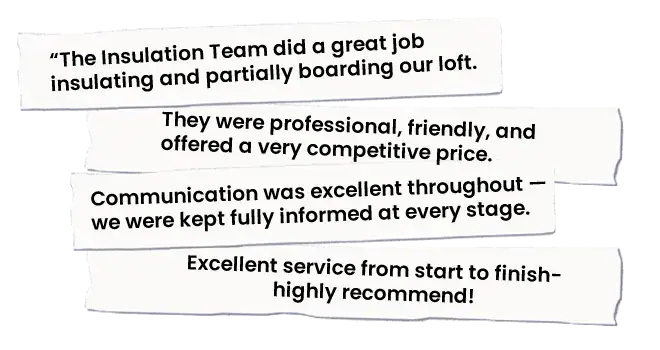 “The Insulation Team did a great job
insulating and partially boarding our loft.
They were professional, friendly, and
offered a very competitive price.
Communication was excellent throughout —
we were kept fully informed at every stage.
Excellent service from start to finish-
highly recommend!